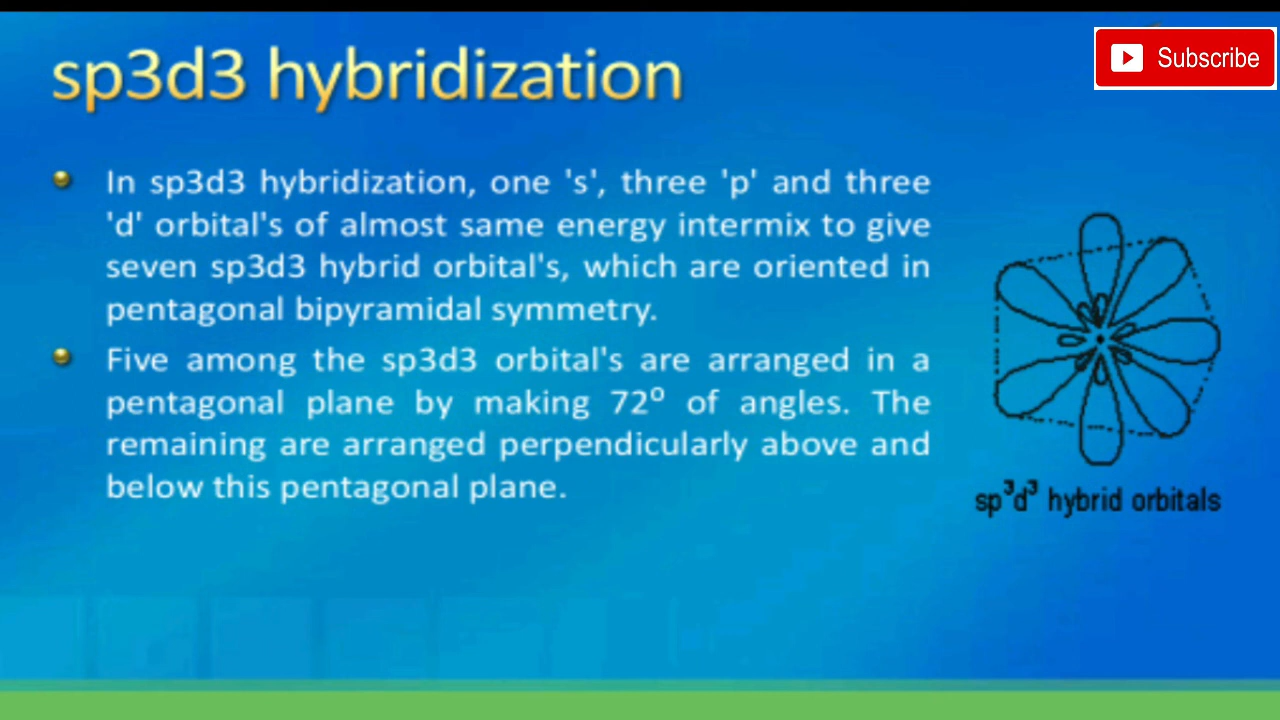 sp3d3 hybridization
Subscribe
In sp3d3 hybridization, one 's', three 'p' and three
'd' orbital's of almost same energy intermix to give
seven sp3d3 hybrid orbital's, which are oriented in
pentagonal bipyramidal symmetry.
Five among the sp3d3 orbital's are arranged in a
pentagonal plane by making 72º of angles. The
remaining are arranged perpendicularly above and
below this pentagonal plane.
sp³d³ hybrid orbitals